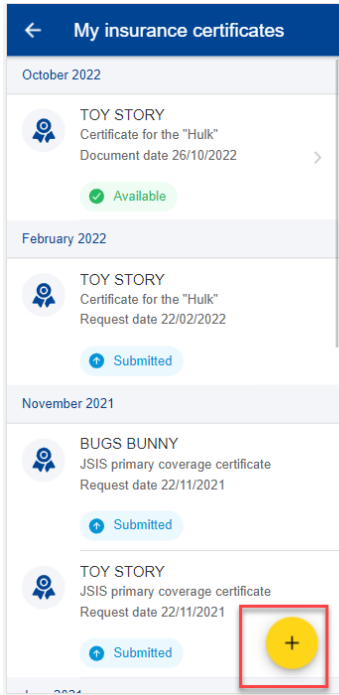 My insurance certificates
October 2022
TOY STORY
Certificate for the "Hulk"
Document date 26/10/2022
Available
February 2022
TOY STORY
Certificate for the "Hulk"
Request date 22/02/2022
Submitted
November 2021
BUGS BUNNY
JSIS primary coverage certificate
Request date 22/11/2021
Submitted
TOY STORY
JSIS primary coverage certificate
Request date 22/11/2021
Submitted
2021